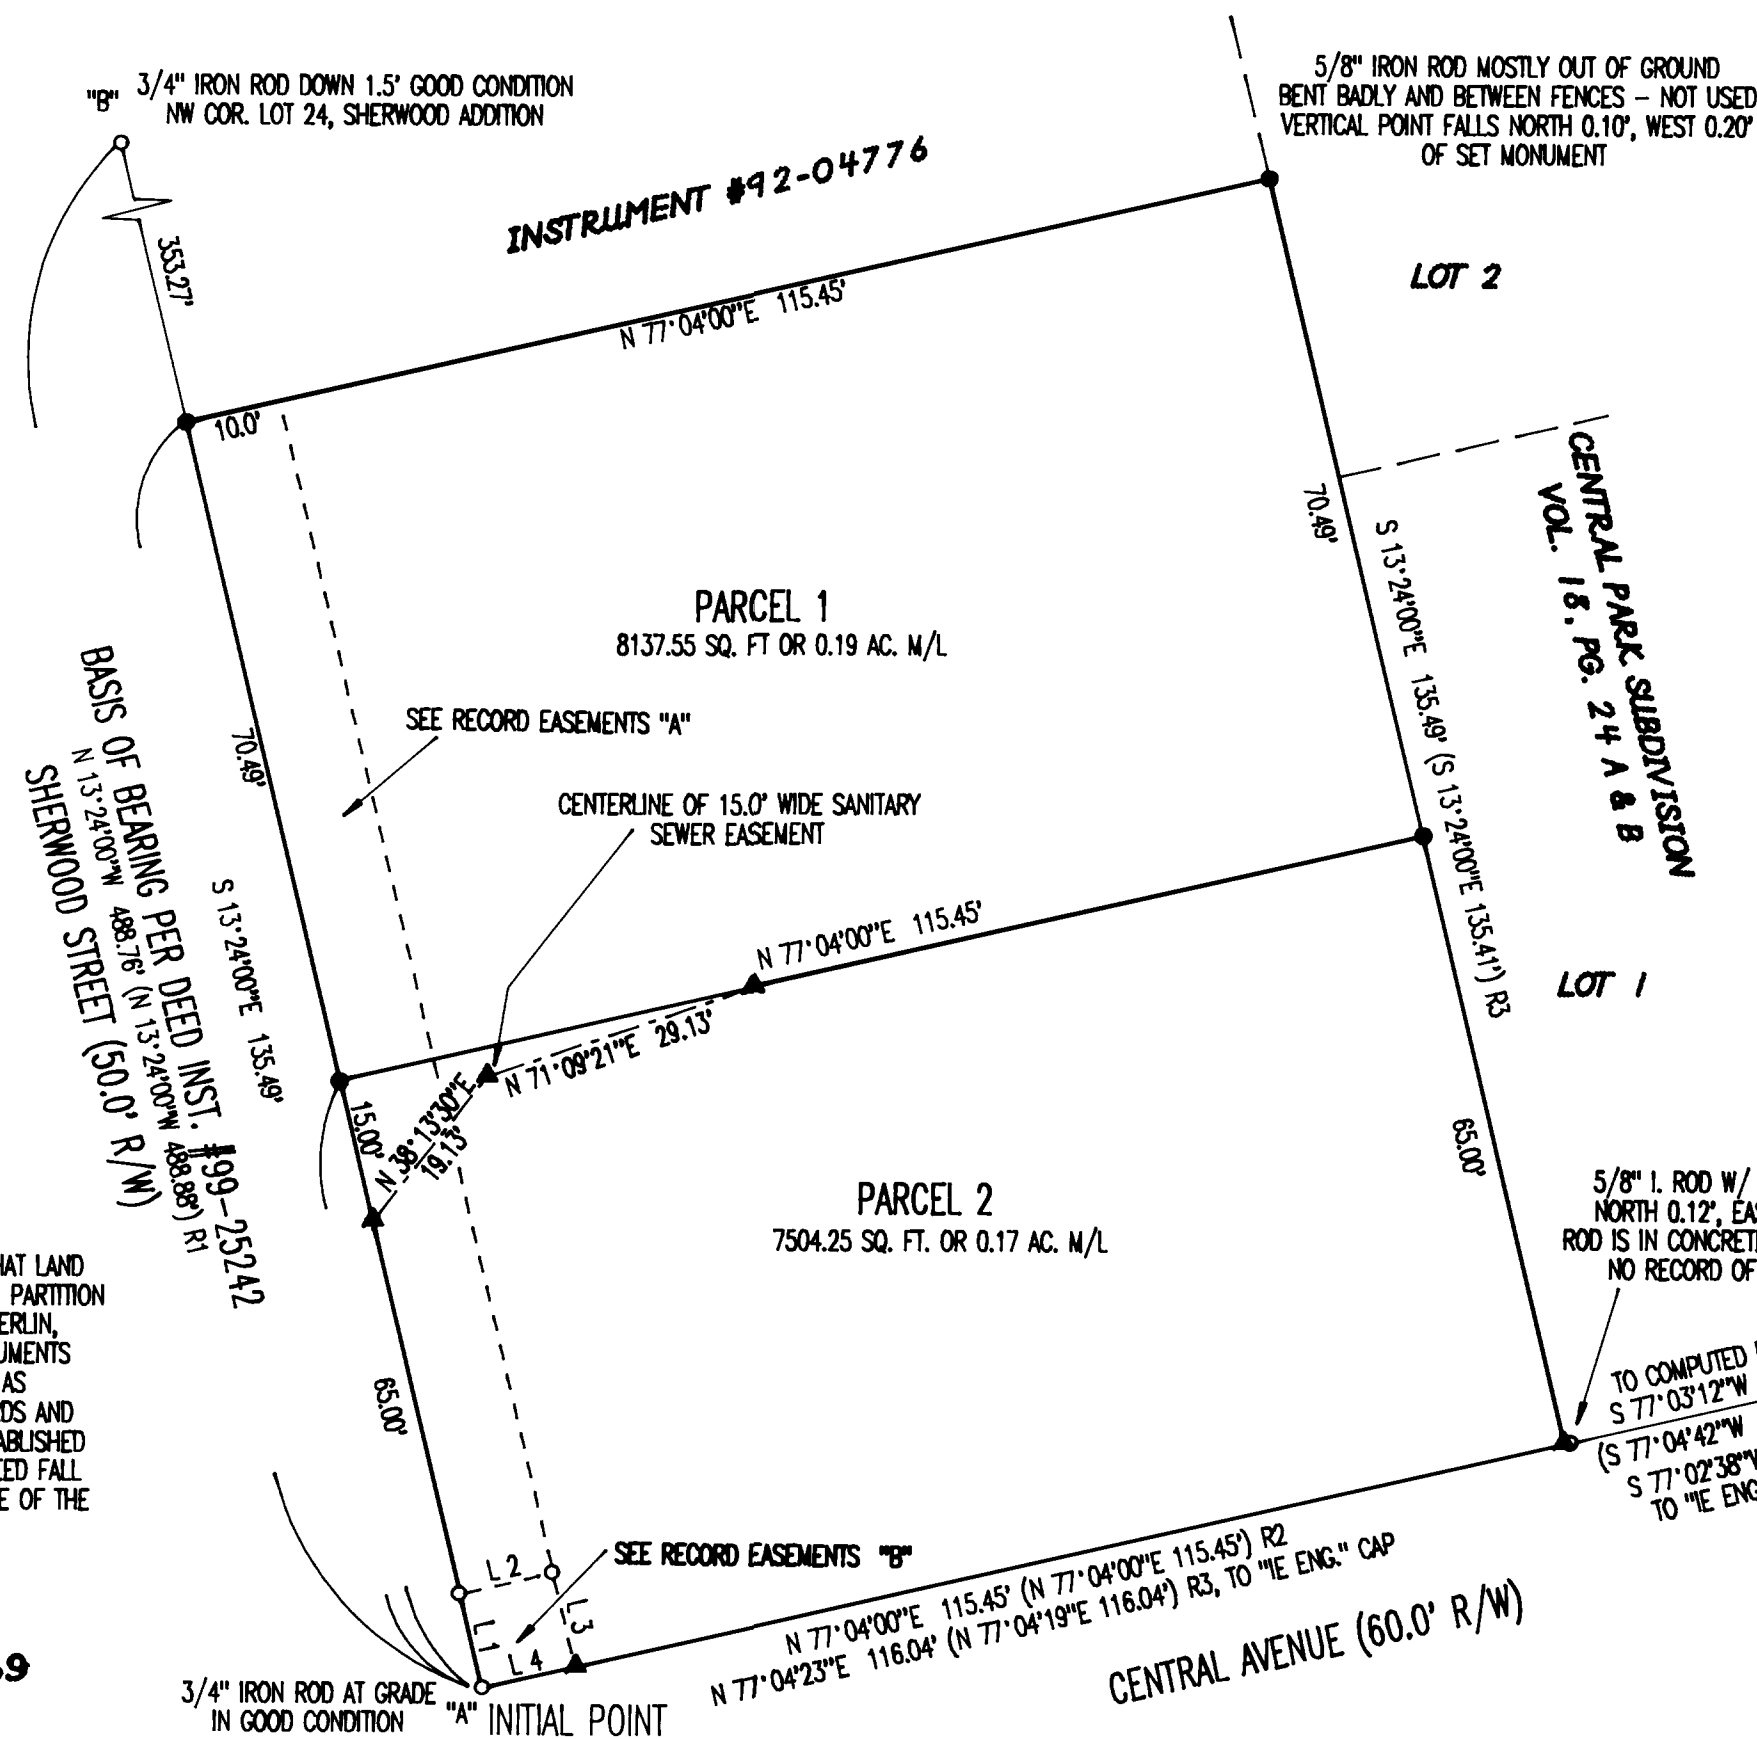 "B"
3/4" IRON ROD DOWN 1.5' GOOD CONDITION
NW COR. LOT 24, SHERWOOD ADDITION
5/8" IRON ROD MOSTLY OUT OF GROUND
BENT BADLY AND BETWEEN FENCES – NOT USED
VERTICAL POINT FALLS NORTH 0.10', WEST 0.20'
OF SET MONUMENT
INSTRUMENT #92-04776
353.27'
LOT 2
N 77°04'00"E 115.45'
10.0'
70.49'
S 13°24'00"E 135.49' (S 13°24'00"E 135.41') R3
CENTRAL PARK SUBDIVISION
VOL. 18, PG. 24 A & B
PARCEL 1
8137.55 SQ. FT OR 0.19 AC. M/L
SEE RECORD EASEMENTS "A"
70.49'
CENTERLINE OF 15.0' WIDE SANITARY
SEWER EASEMENT
BASIS OF BEARING PER DEED INST. #99-25242
N 13°24'00"W 488.76' (N 13°24'00"W 488.88') R1
SHERWOOD STREET (50.0' R/W)
S 13°24'00"E 135.49'
N 77°04'00"E 115.45'
N 71°09'21"E 29.13'
LOT 1
15.00'
N 38°13'30"E
19.13'
65.00'
PARCEL 2
7504.25 SQ. FT. OR 0.17 AC. M/L
5/8" I. ROD W/
NORTH 0.12',
ROD IS IN
NO RECORD OF
LAND
PARTITION
AS
AND
FALL
OF THE
65.00'
TO COMPUTED
S 77°03'12"W
(S 77°04'42"W
S 77°02'38"W
TO "IE
L 2
SEE RECORD EASEMENTS "B"
L 1
L 3
L 4
N 77°04'00"E 115.45' (N 77°04'00"E 115.45') R2
N 77°04'23"E 116.04' (N 77°04'19"E 116.04') R3, TO "IE ENG." CAP
CENTRAL AVENUE (60.0' R/W)
9
3/4" IRON ROD AT GRADE
IN GOOD CONDITION
"A" INITIAL POINT